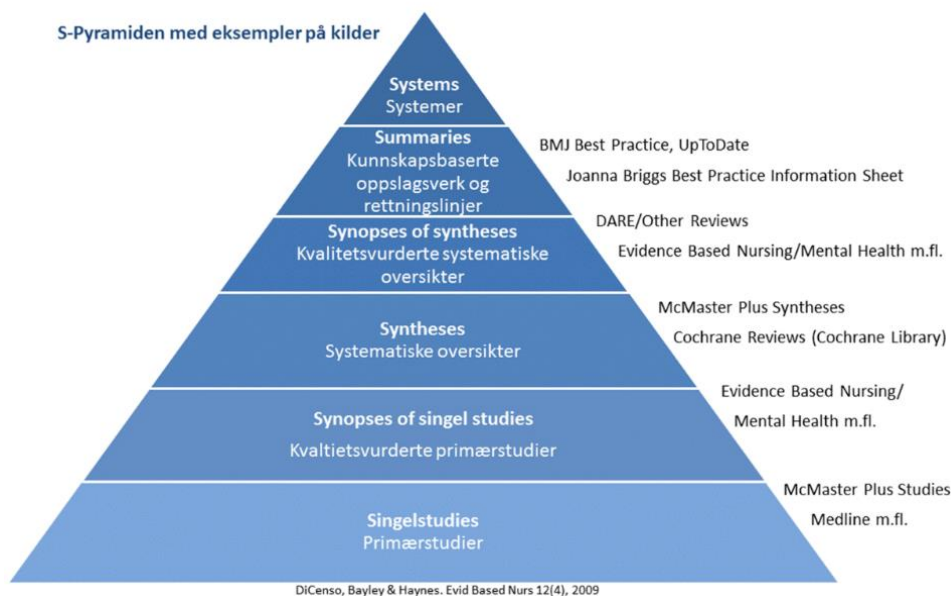 S-Pyramiden med eksempler på kilder
Systems
Systemer
Summaries
Kunnskapsbaserte
oppslagsverk og
rettningslinjer
BMJ Best Practice, UpToDate
Joanna Briggs Best Practice Information Sheet
Synopses of syntheses
Kvalitetsvurderte systematiske
oversikter
DARE/Other Reviews
Evidence Based Nursing/Mental Health m.fl.
Syntheses
Systematiske oversikter
McMaster Plus Syntheses
Cochrane Reviews (Cochrane Library)
Synopses of singel studies
Kvaltietsvurderte primærstudier
Evidence Based Nursing/
Mental Health m.fl.
Singelstudies
Primærstudier
McMaster Plus Studies
Medline m.fl.
DiCenso, Bayley & Haynes. Evid Based Nurs 12(4), 2009